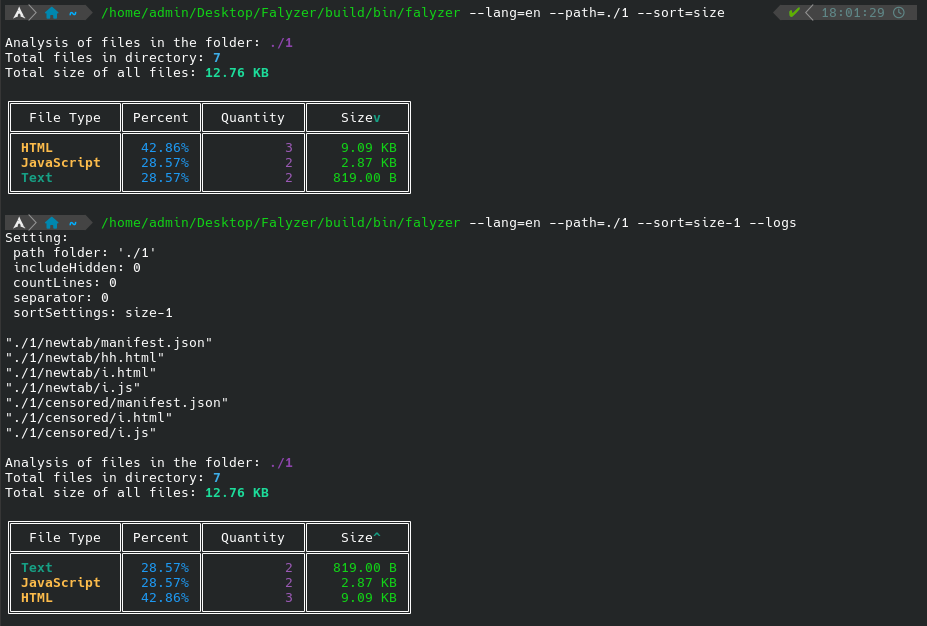 ~ /home/admin/Desktop/Falyzer/build/bin/falyzer --lang=en --path=./1 --sort=size ✔ 18:01:29
Analysis of files in the folder: ./1
Total files in directory: 7
Total size of all files: 12.76 KB
File Type Percent Quantity Sizev
HTML 42.86% 3 9.09 KB
JavaScript 28.57% 2 2.87 KB
Text 28.57% 2 819.00 B
~ /home/admin/Desktop/Falyzer/build/bin/falyzer --lang=en --path=./1 --sort=size-1 --logs
Setting:
path folder: './1'
includeHidden: 0
countLines: 0
separator: 0
sortSettings: size-1
"./1/newtab/manifest.json"
"./1/newtab/hh.html"
"./1/newtab/i.html"
"./1/newtab/i.js"
"./1/censored/manifest.json"
"./1/censored/i.html"
"./1/censored/i.js"
Analysis of files in the folder: ./1
Total files in directory: 7
Total size of all files: 12.76 KB
File Type Percent Quantity Size^
Text 28.57% 2 819.00 B
JavaScript 28.57% 2 2.87 KB
HTML 42.86% 3 9.09 KB